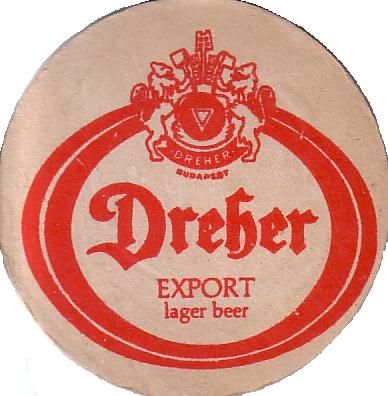 DREHER
BUDAPEST
Dreher
EXPORT
lager beer